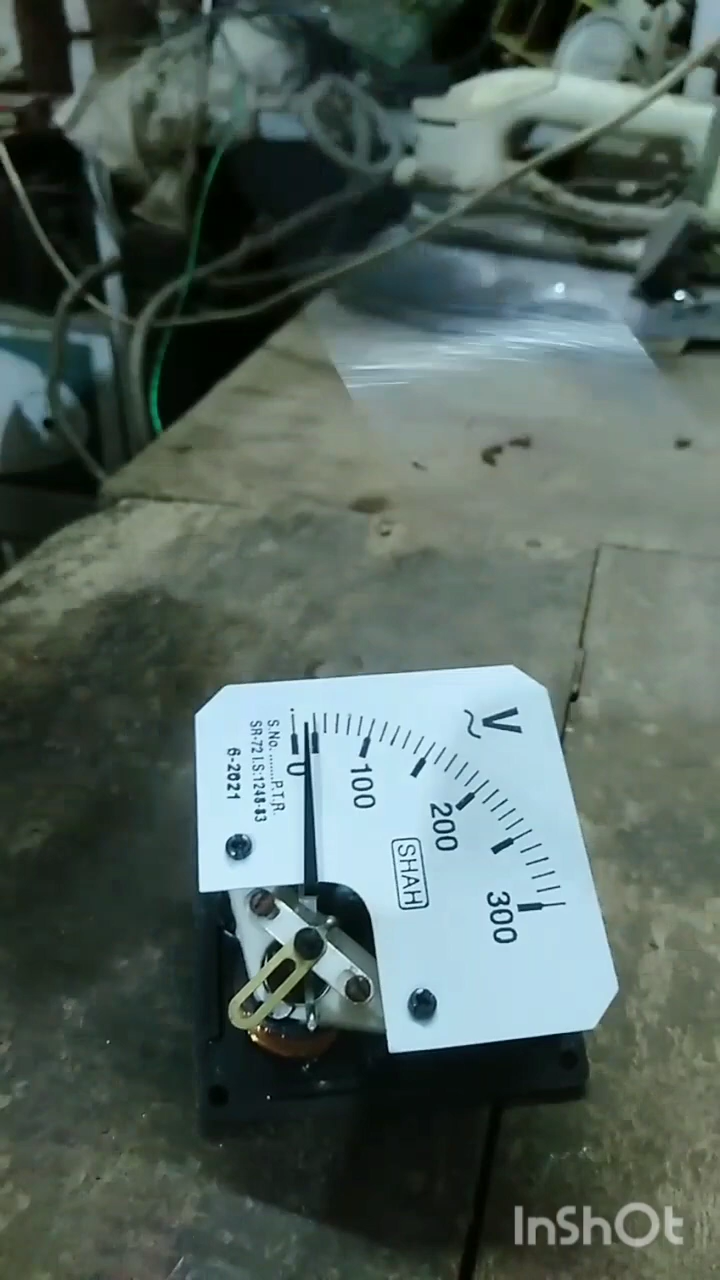 V
~
0
100
200
300
SHAH
S.No. ........P.T.R.
SR-72 I.S:1248-83
6-2021
InShOt